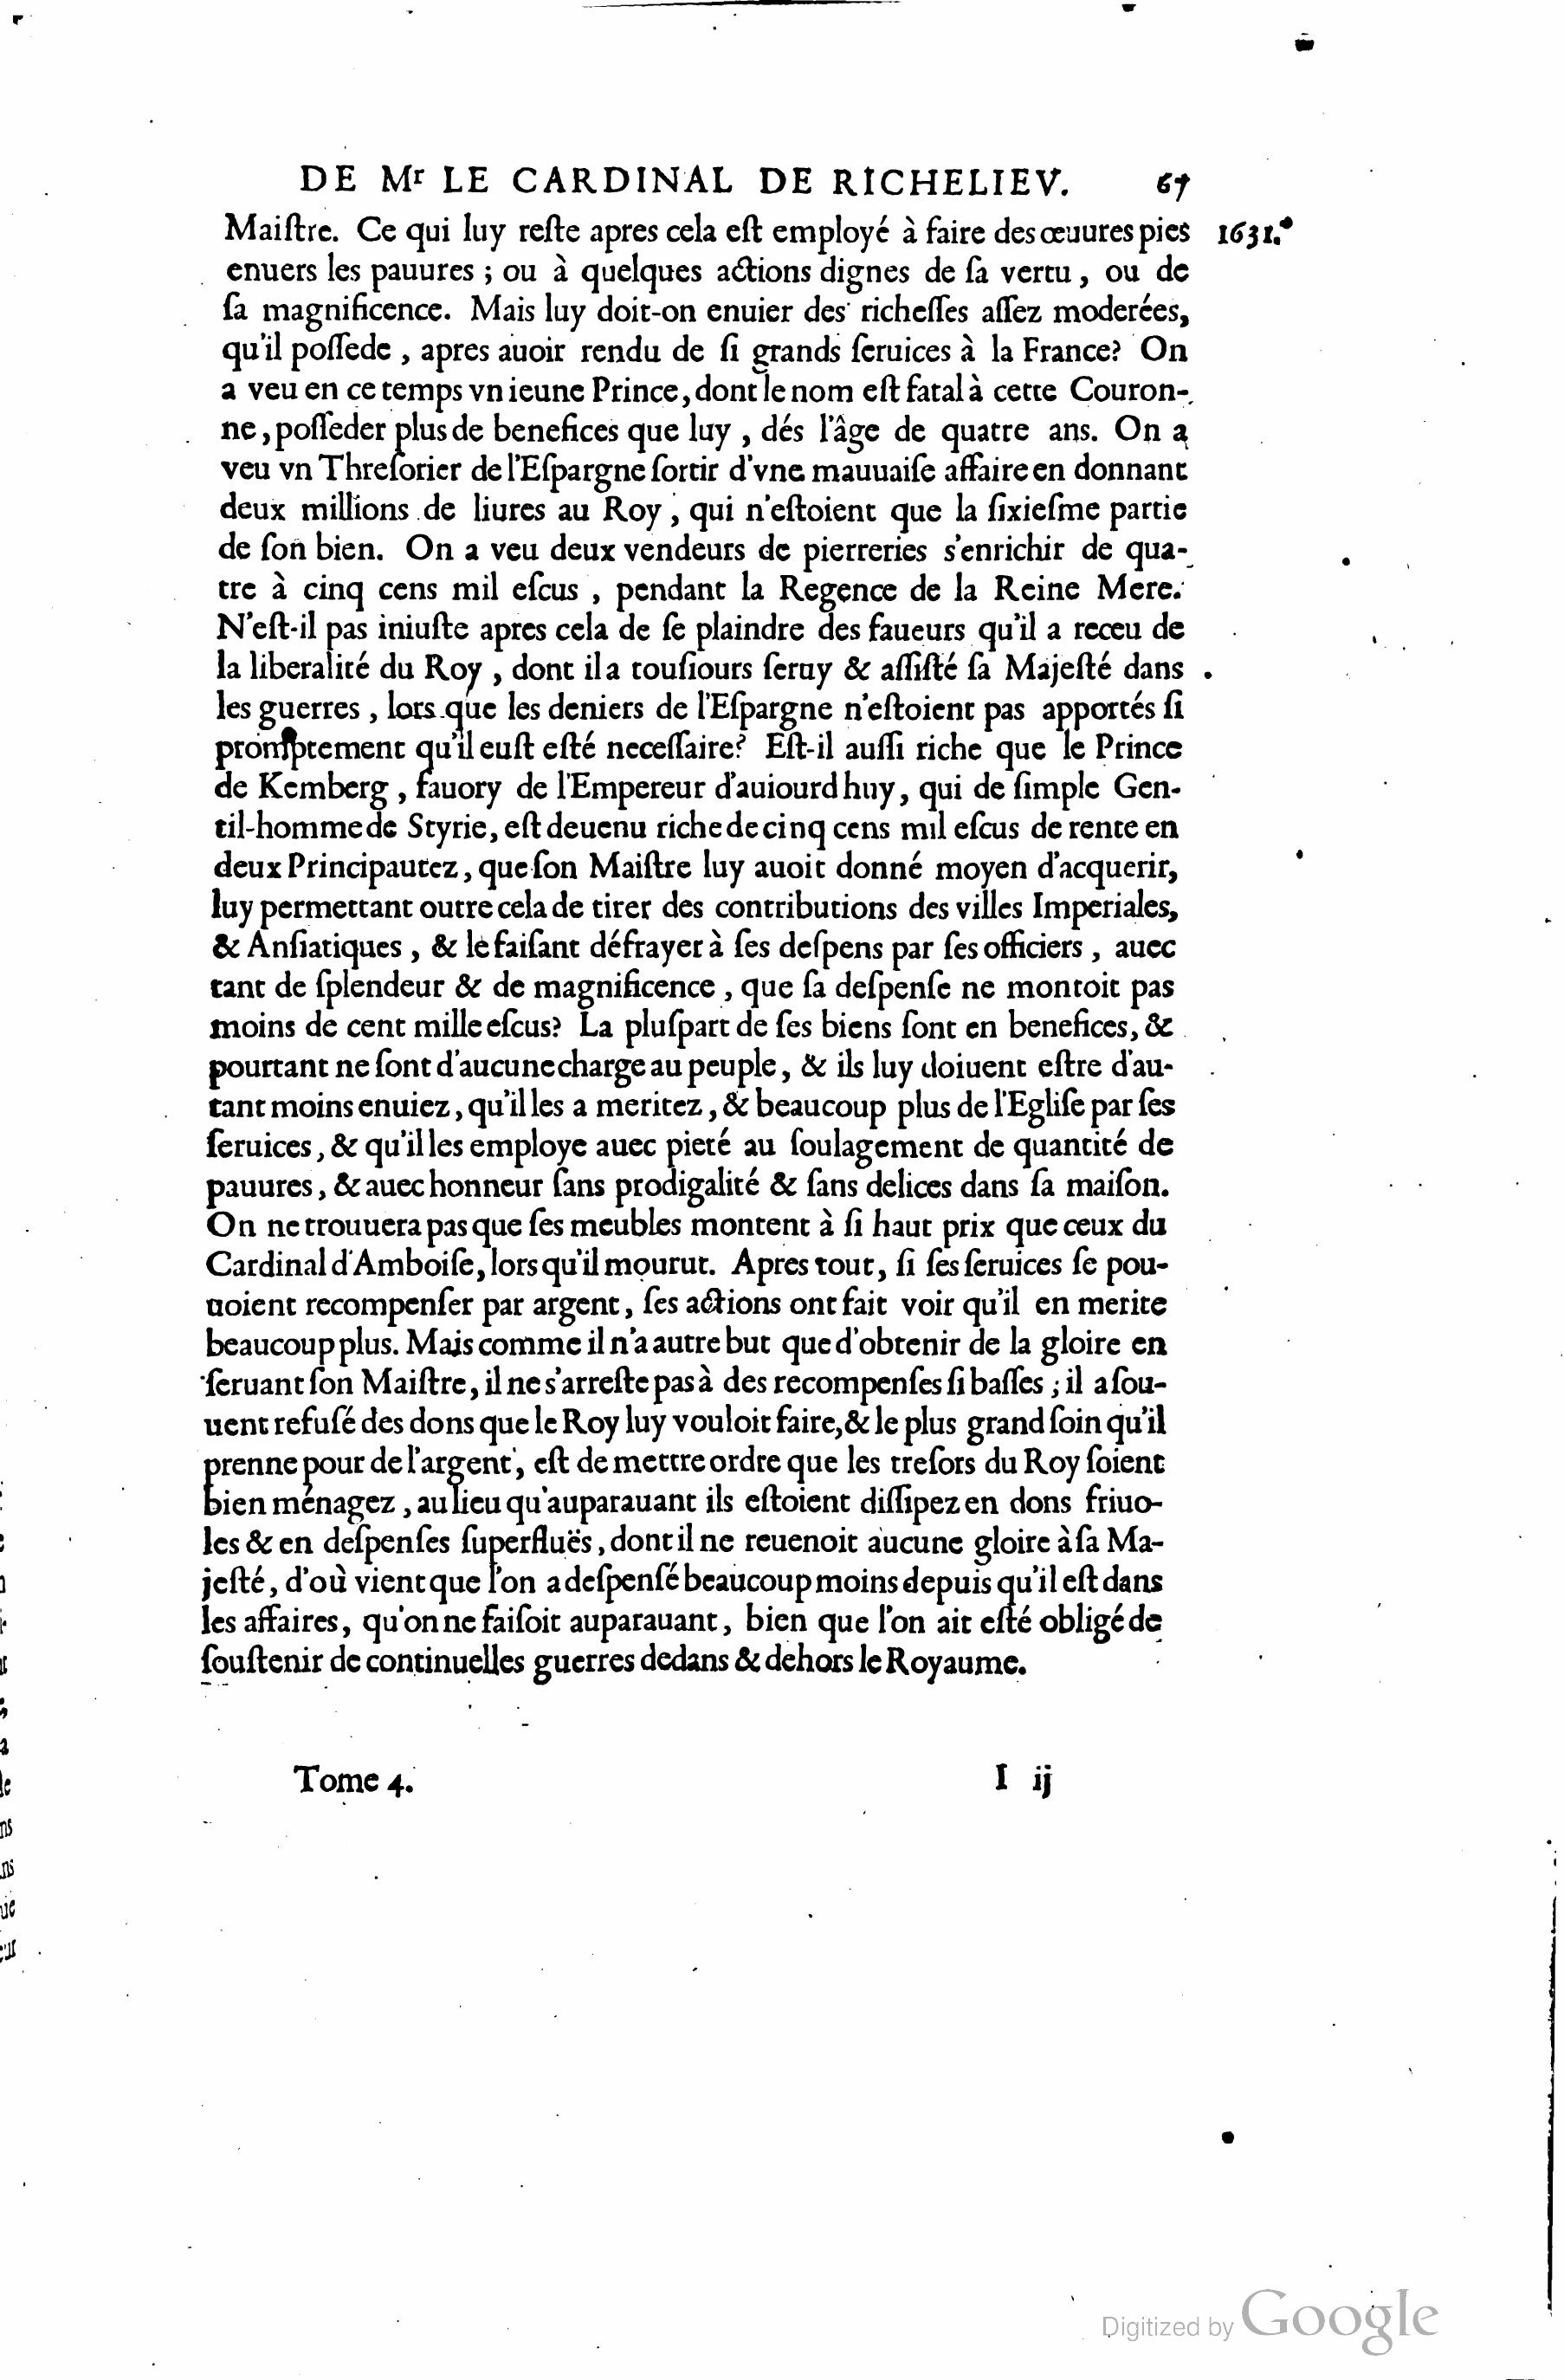 DE Mr LE CARDINAL DE RICHELIEV. 67
Maiſtre. Ce qui luy reſte apres cela eſt employé à faire des œuures pies 1631.
enuers les pauures ; ou à quelques actions dignes de ſa vertu, ou de
ſa magnificence. Mais luy doit-on enuier des richeſſes aſſez moderées,
qu'il poſſede, apres auoir rendu de ſi grands ſeruices à la France? On
a veu en ce temps vn ieune Prince, dont le nom eſt fatal à cette Couron-
ne, poſſeder plus de benefices que luy, dés l'âge de quatre ans. On a
veu vn Threſorier de l'Eſpargne ſortir d'vne mauuaiſe affaire en donnant
deux millions de liures au Roy, qui n'eſtoient que la ſixieſme partie
de ſon bien. On a veu deux vendeurs de pierreries s'enrichir de qua-
tre à cinq cens mil eſcus, pendant la Regence de la Reine Mere.
N'eſt-il pas iniuſte apres cela de ſe plaindre des faueurs qu'il a receu de
la liberalité du Roy, dont il a touſiours ſeruy & aſſiſté ſa Majeſté dans
les guerres, lors que les deniers de l'Eſpargne n'eſtoient pas apportés ſi
promptement qu'il euſt eſté neceſſaire? Eſt-il auſſi riche que le Prince
de Kemberg, fauory de l'Empereur d'auiourd huy, qui de ſimple Gen-
til-homme de Styrie, eſt deuenu riche de cinq cens mil eſcus de rente en
deux Principautez, que ſon Maiſtre luy auoit donné moyen d'acquerir,
luy permettant outre cela de tirer des contributions des villes Imperiales,
& Anſiatiques, & le faiſant défrayer à ſes deſpens par ſes officiers, auec
tant de ſplendeur & de magnificence, que ſa deſpenſe ne montoit pas
moins de cent mille eſcus? La pluſpart de ſes biens ſont en benefices, &
pourtant ne ſont d'aucune charge au peuple, & ils luy doiuent eſtre d'au-
tant moins enuiez, qu'il les a meritez, & beaucoup plus de l'Egliſe par ſes
ſeruices, & qu'il les employe auec pieté au ſoulagement de quantité de
pauures, & auec honneur ſans prodigalité & ſans delices dans ſa maiſon.
On ne trouuera pas que ſes meubles montent à ſi haut prix que ceux du
Cardinal d'Amboiſe, lors qu'il mourut. Apres tout, ſi ſes ſeruices ſe pou-
uoient recompenſer par argent, ſes actions ont fait voir qu'il en merite
beaucoup plus. Mais comme il n'a autre but que d'obtenir de la gloire en
ſeruant ſon Maiſtre, il ne s'arreſte pas à des recompenſes ſi baſſes ; il a ſou-
uent refuſé des dons que le Roy luy vouloit faire, & le plus grand ſoin qu'il
prenne pour de l'argent, eſt de mettre ordre que les treſors du Roy ſoient
bien ménagez, au lieu qu'auparauant ils eſtoient diſſipez en dons friuo-
les & en deſpenſes ſuperfluës, dont il ne reuenoit aucune gloire à ſa Ma-
jeſté, d'où vient que l'on a deſpenſé beaucoup moins depuis qu'il eſt dans
les affaires, qu'on ne faiſoit auparauant, bien que l'on ait eſté obligé de
ſouſtenir de continuelles guerres dedans & dehors le Royaume.
Tome 4. I ij
Digitized by Google